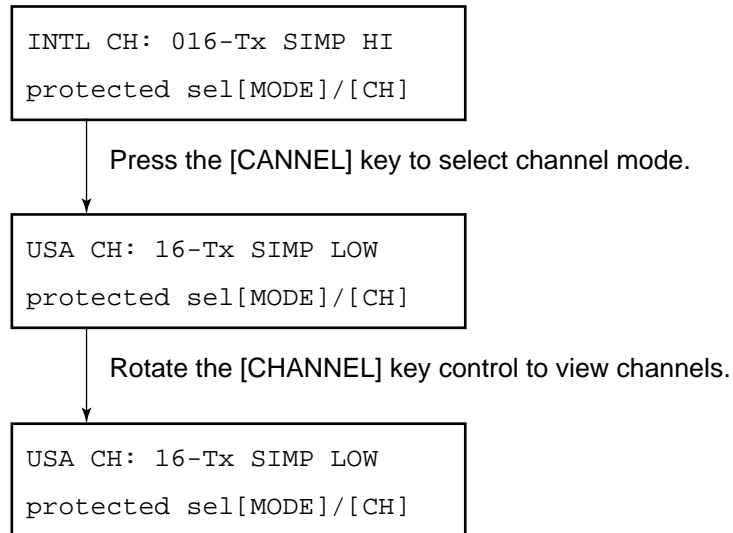 INTL CH: 016-Tx SIMP HI
protected sel[MODE]/[CH]
Press the [CANNEL] key to select channel mode.
USA CH: 16-Tx SIMP LOW
protected sel[MODE]/[CH]
Rotate the [CHANNEL] key control to view channels.
USA CH: 16-Tx SIMP LOW
protected sel[MODE]/[CH]